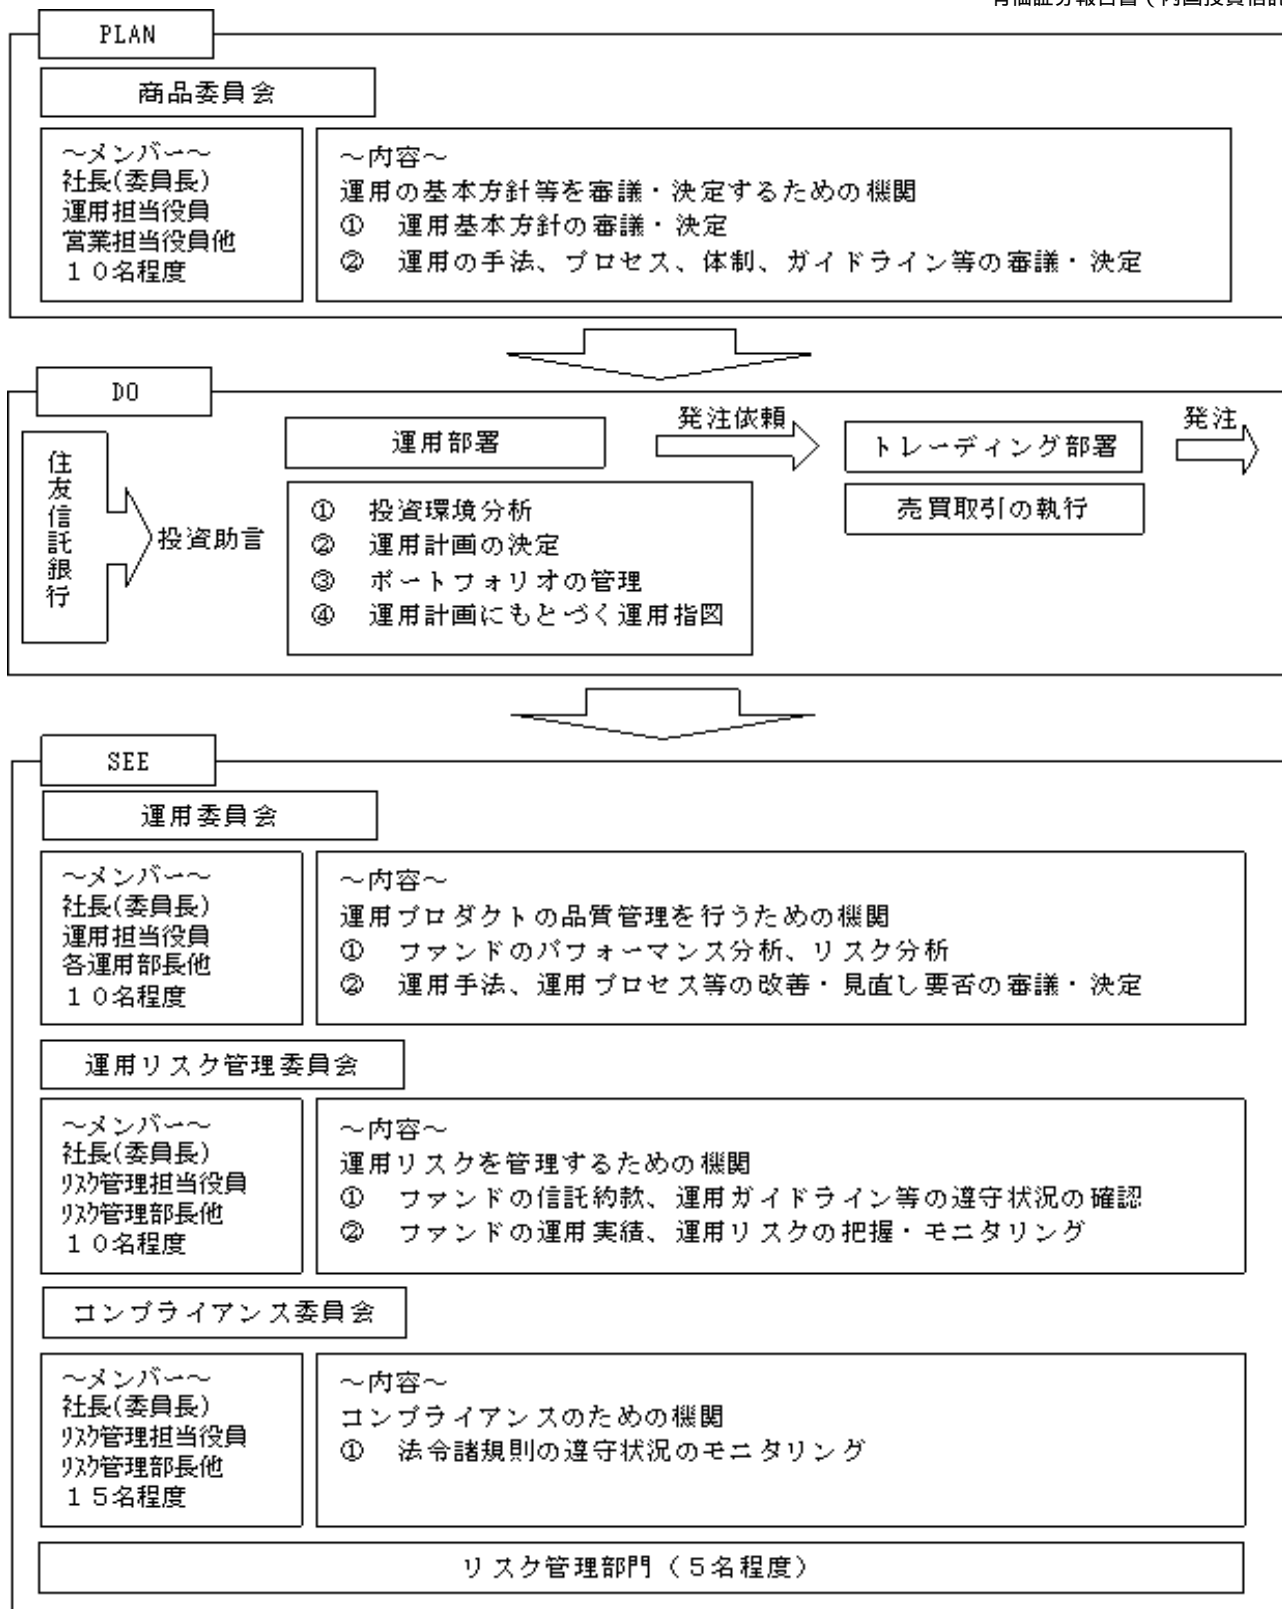 PLAN
商品委員会
～メンバー～
社長(委員長)
運用担当役員
営業担当役員他
１０名程度
～内容～
運用の基本方針等を審議・決定するための機関
①　運用基本方針の審議・決定
②　運用の手法、プロセス、体制、ガイドライン等の審議・決定
DO
住友信託銀行
投資助言
運用部署
①　投資環境分析
②　運用計画の決定
③　ポートフォリオの管理
④　運用計画にもとづく運用指図
発注依頼
トレーディング部署
売買取引の執行
発注
SEE
運用委員会
～メンバー～
社長(委員長)
運用担当役員
各運用部長他
１０名程度
～内容～
運用プロダクトの品質管理を行うための機関
①　ファンドのパフォーマンス分析、リスク分析
②　運用手法、運用プロセス等の改善・見直し要否の審議・決定
運用リスク管理委員会
～メンバー～
社長(委員長)
ﾘｽｸ管理担当役員
ﾘｽｸ管理部長他
１０名程度
～内容～
運用リスクを管理するための機関
①　ファンドの信託約款、運用ガイドライン等の遵守状況の確認
②　ファンドの運用実績、運用リスクの把握・モニタリング
コンプライアンス委員会
～メンバー～
社長(委員長)
ﾘｽｸ管理担当役員
ﾘｽｸ管理部長他
１５名程度
～内容～
コンプライアンスのための機関
①　法令諸規則の遵守状況のモニタリング
リスク管理部門（５名程度）